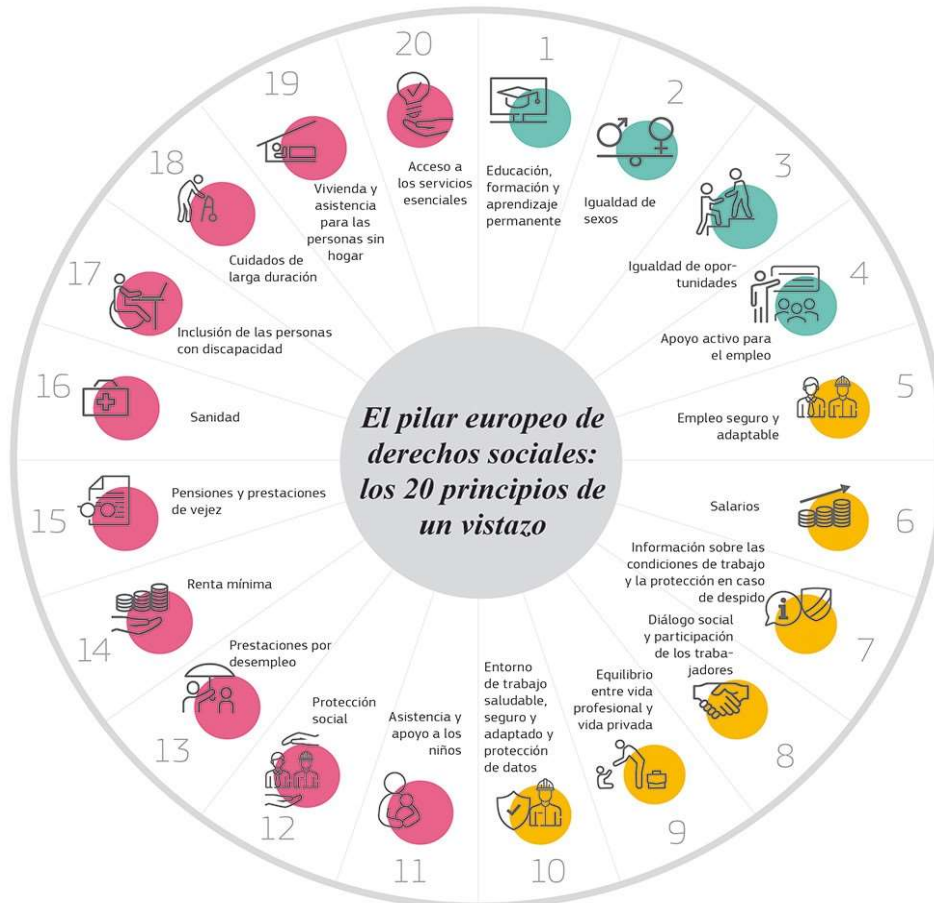 El pilar europeo de
derechos sociales:
los 20 principios de
un vistazo
1
Educación,
formación y
aprendizaje
permanente
2
Igualdad de
sexos
3
Igualdad de opor-
tunidades
4
Apoyo activo para
el empleo
5
Empleo seguro y
adaptable
6
Salarios
7
Información sobre las
condiciones de trabajo
y la protección en caso
de despido
8
Diálogo social
y participación
de los traba-
jadores
9
Equilibrio
entre vida
profesional y
vida privada
10
Entorno
de trabajo
saludable,
seguro y
adaptado y
protección
de datos
11
Asistencia y
apoyo a los
niños
12
Protección
social
13
Prestaciones por
desempleo
14
Renta mínima
15
Pensiones y prestaciones
de vejez
16
Sanidad
17
Inclusión de las personas
con discapacidad
18
Cuidados de
larga duración
19
Vivienda y
asistencia
para las
personas sin
hogar
20
Acceso a
los servicios
esenciales